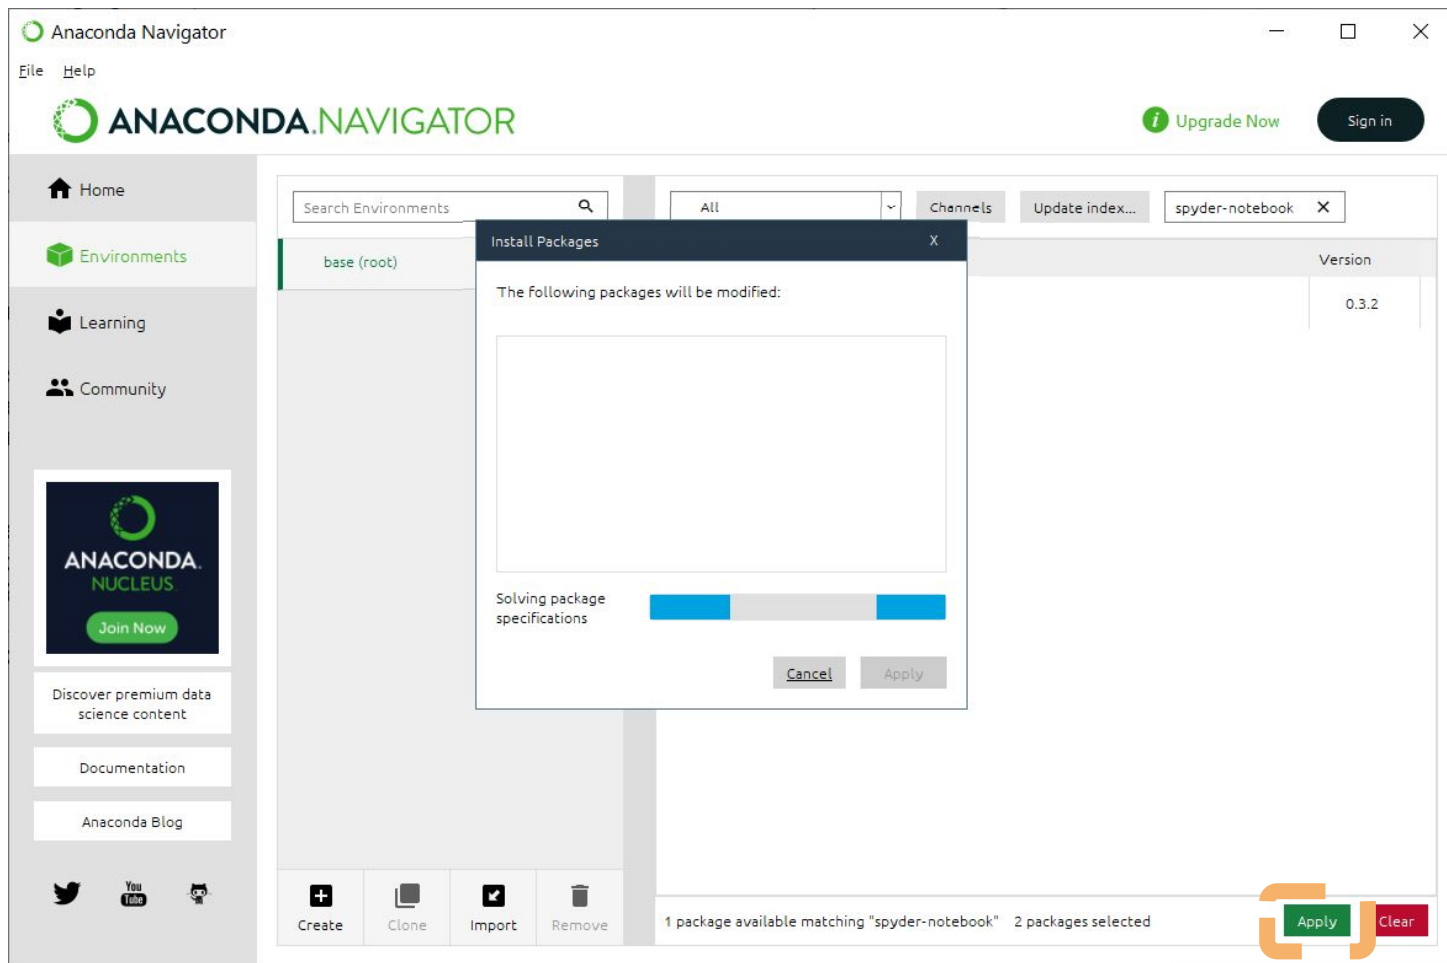 Anaconda Navigator
File Help
ANACONDA.NAVIGATOR
i Upgrade Now
Sign in
Home
Environments
Learning
Community
ANACONDA.
NUCLEUS
Join Now
Discover premium data
science content
Documentation
Anaconda Blog
You
Tube
Search Environments
base (root)
Create
Clone
Import
Remove
All
Channels
Update index...
spyder-notebook X
Version
0.3.2
Install Packages X
The following packages will be modified:
Solving package
specifications
Cancel
Apply
1 package available matching "spyder-notebook" 2 packages selected
Apply
Clear